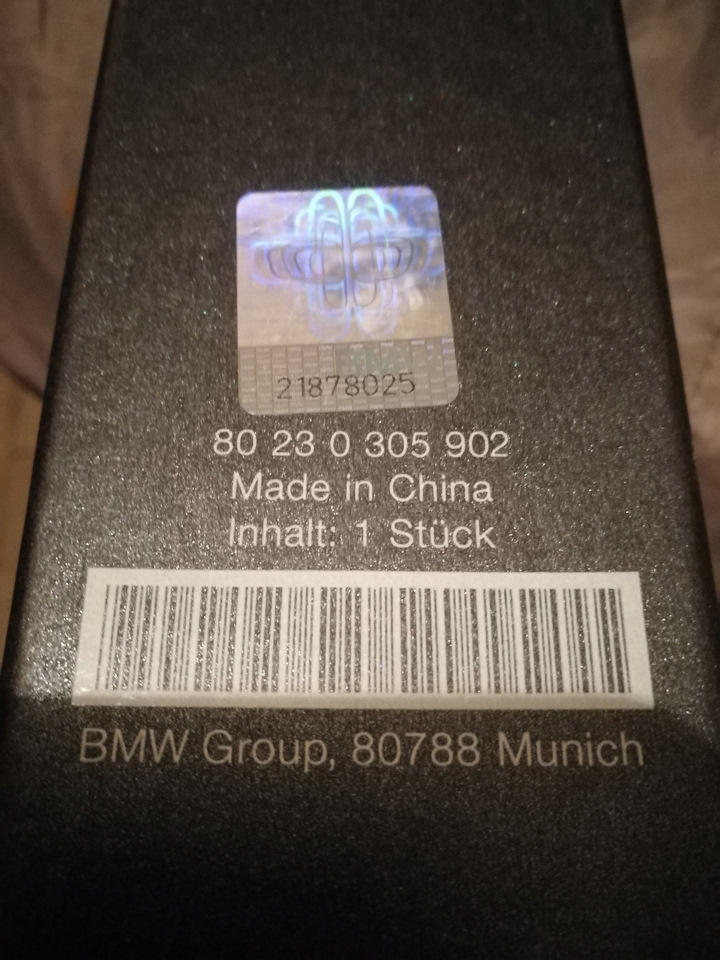 21878025
80 23 0 305 902
Made in China
Inhalt: 1 Stück
BMW Group, 80788 Munich